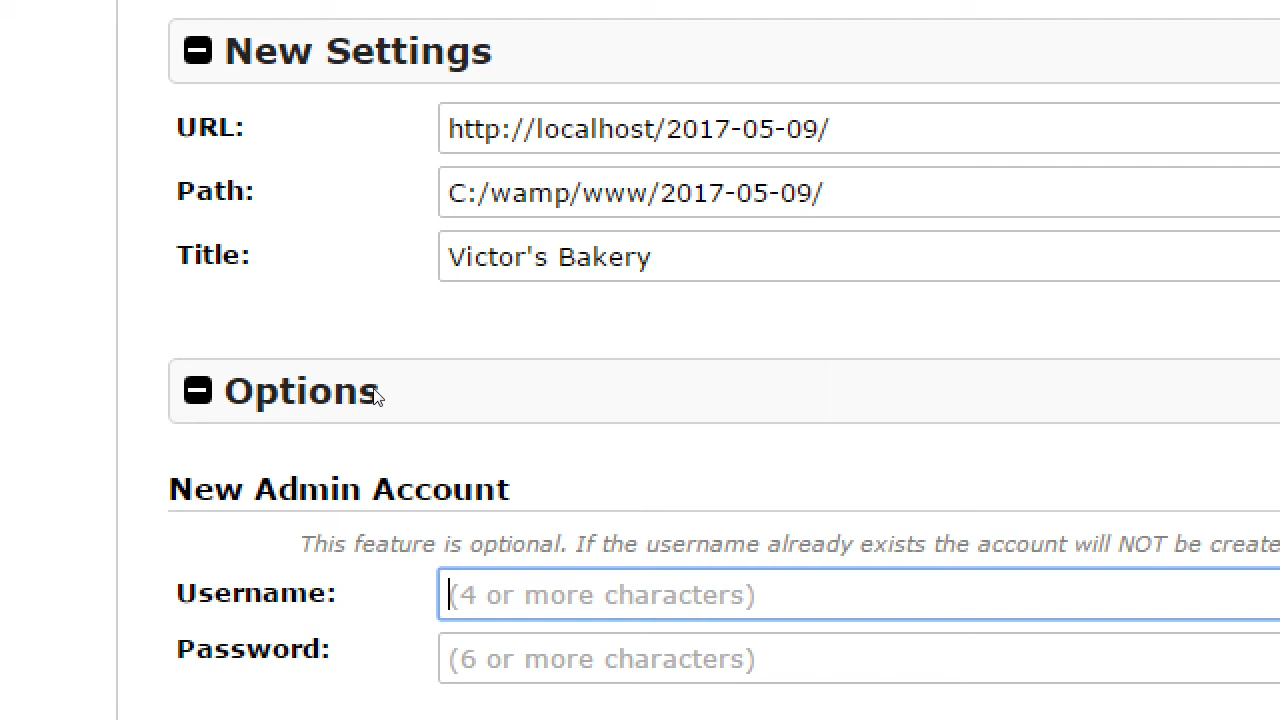 New Settings
URL: http://localhost/2017-05-09/
Path: C:/wamp/www/2017-05-09/
Title: Victor's Bakery
Options
New Admin Account
This feature is optional. If the username already exists the account will NOT be create
Username: (4 or more characters)
Password: (6 or more characters)